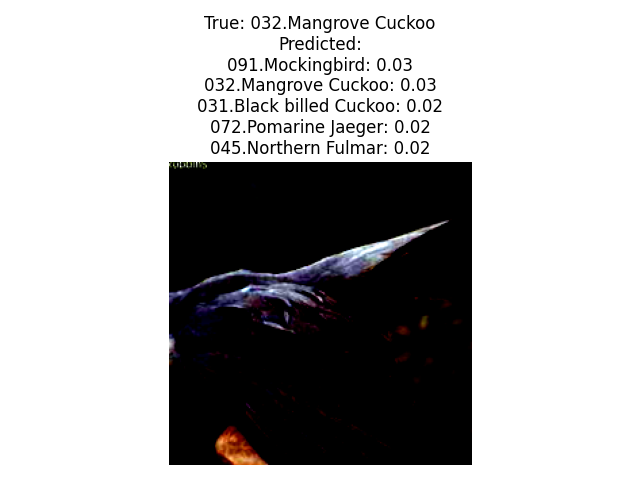 True: 032.Mangrove Cuckoo
Predicted:
091.Mockingbird: 0.03
032.Mangrove Cuckoo: 0.03
031.Black billed Cuckoo: 0.02
072.Pomarine Jaeger: 0.02
045.Northern Fulmar: 0.02